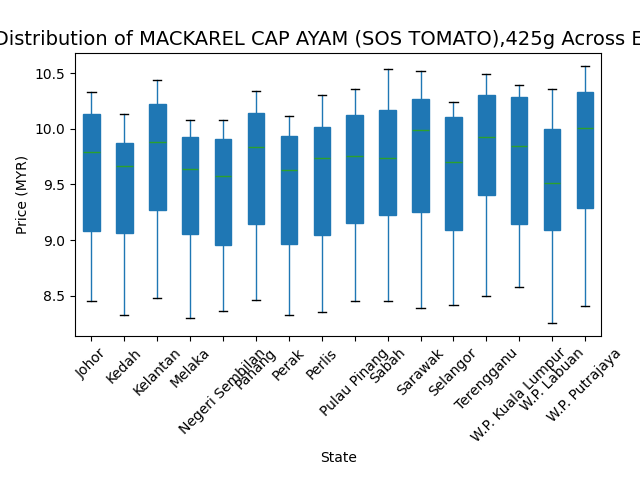 Distribution of MACKAREL CAP AYAM (SOS TOMATO),425g Across E
10.5
10.0
9.5
9.0
8.5
Price (MYR)
Johor
Kedah
Kelantan
Melaka
Negeri Sembilan
Pahang
Perak
Perlis
Pulau Pinang
Sabah
Sarawak
Selangor
Terengganu
W.P. Kuala Lumpur
W.P. Labuan
W.P. Putrajaya
State